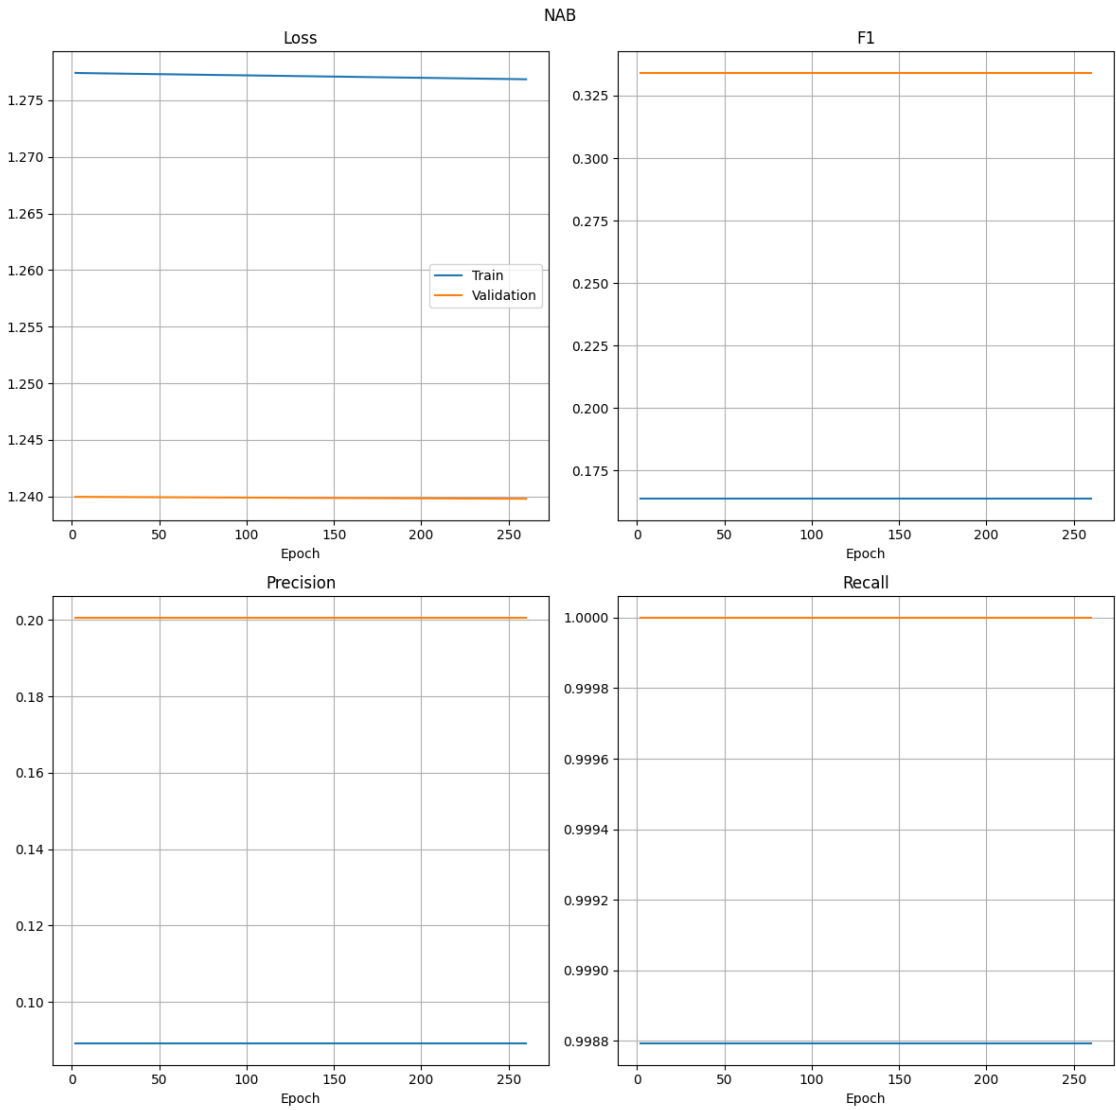 NAB
Loss
1.275
1.270
1.265
1.260
1.255
1.250
1.245
1.240
Train
Validation
0 50 100 150 200 250
Epoch
F1
0.325
0.300
0.275
0.250
0.225
0.200
0.175
0 50 100 150 200 250
Epoch
Precision
0.20
0.18
0.16
0.14
0.12
0.10
0 50 100 150 200 250
Epoch
Recall
1.0000
0.9998
0.9996
0.9994
0.9992
0.9990
0.9988
0 50 100 150 200 250
Epoch